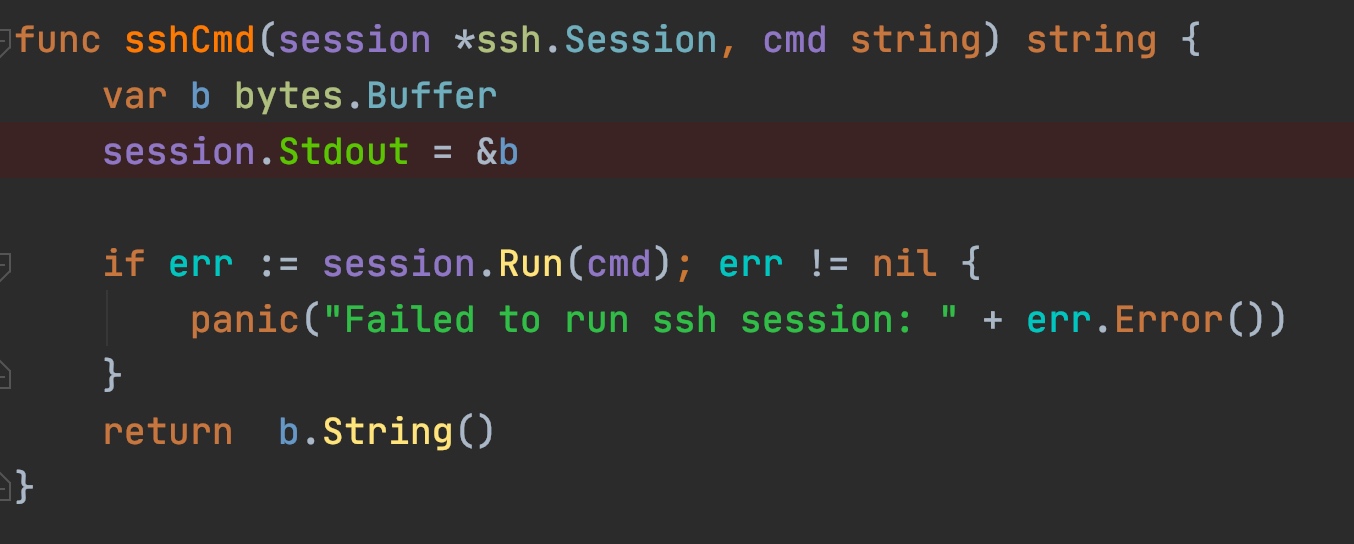 func sshCmd(session *ssh.Session, cmd string) string {
    var b bytes.Buffer
    session.Stdout = &b

    if err := session.Run(cmd); err != nil {
        panic("Failed to run ssh session: " + err.Error())
    }
    return  b.String()
}